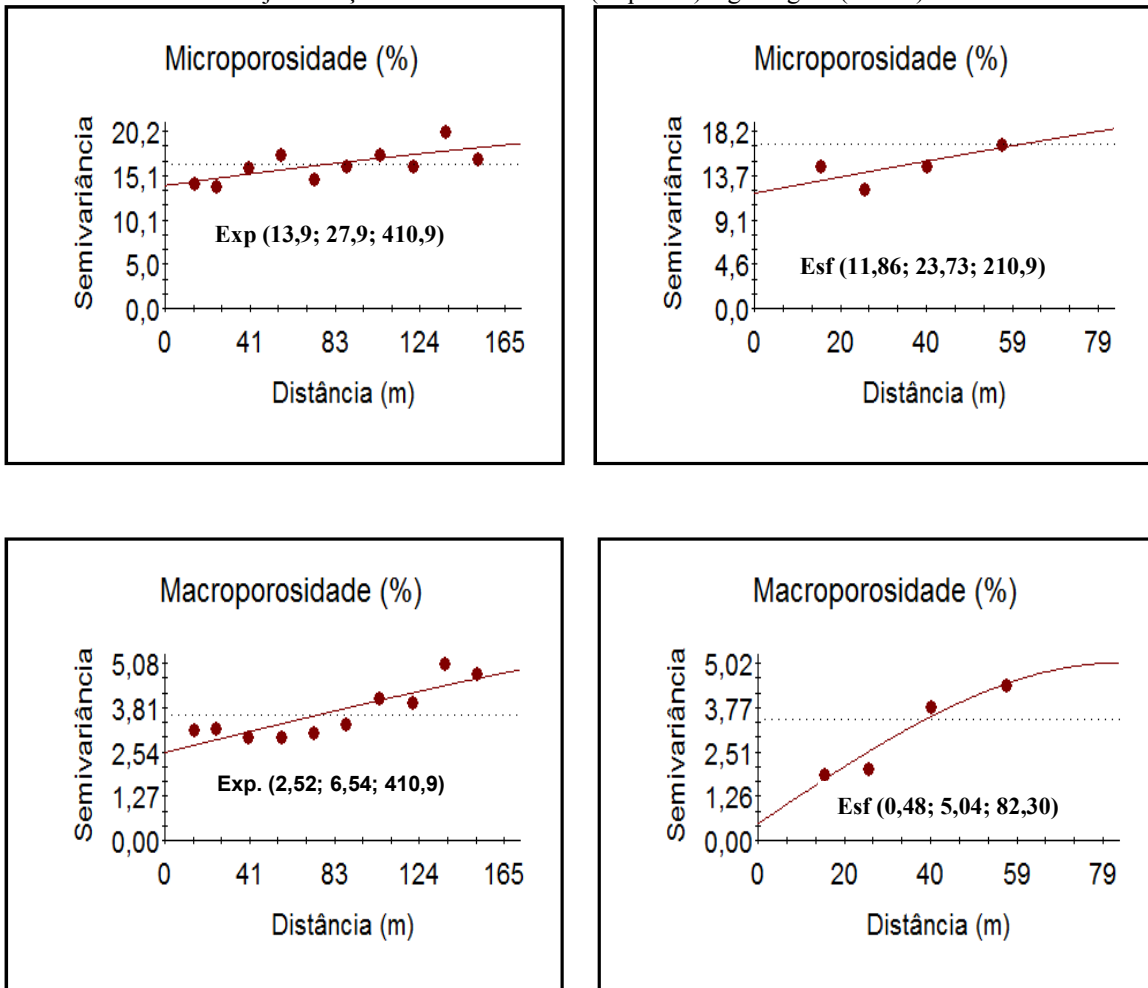 Microporosidade (%)
Semivariância
20,2
15,1
10,1
5,0
0,0
Exp (13,9; 27,9; 410,9)
0 41 83 124 165
Distância (m)
Microporosidade (%)
Semivariância
18,2
13,7
9,1
4,6
0,0
Esf (11,86; 23,73; 210,9)
0 20 40 59 79
Distância (m)
Macroporosidade (%)
Semivariância
5,08
3,81
2,54
1,27
0,00
Exp. (2,52; 6,54; 410,9)
0 41 83 124 165
Distância (m)
Macroporosidade (%)
Semivariância
5,02
3,77
2,51
1,26
0,00
Esf (0,48; 5,04; 82,30)
0 20 40 59 79
Distância (m)